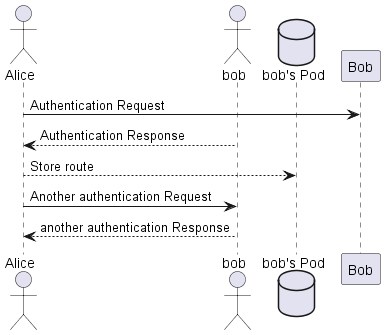 Alice bob bob's Pod Bob
Authentication Request
Authentication Response
Store route
Another authentication Request
another authentication Response
Alice bob bob's Pod Bob